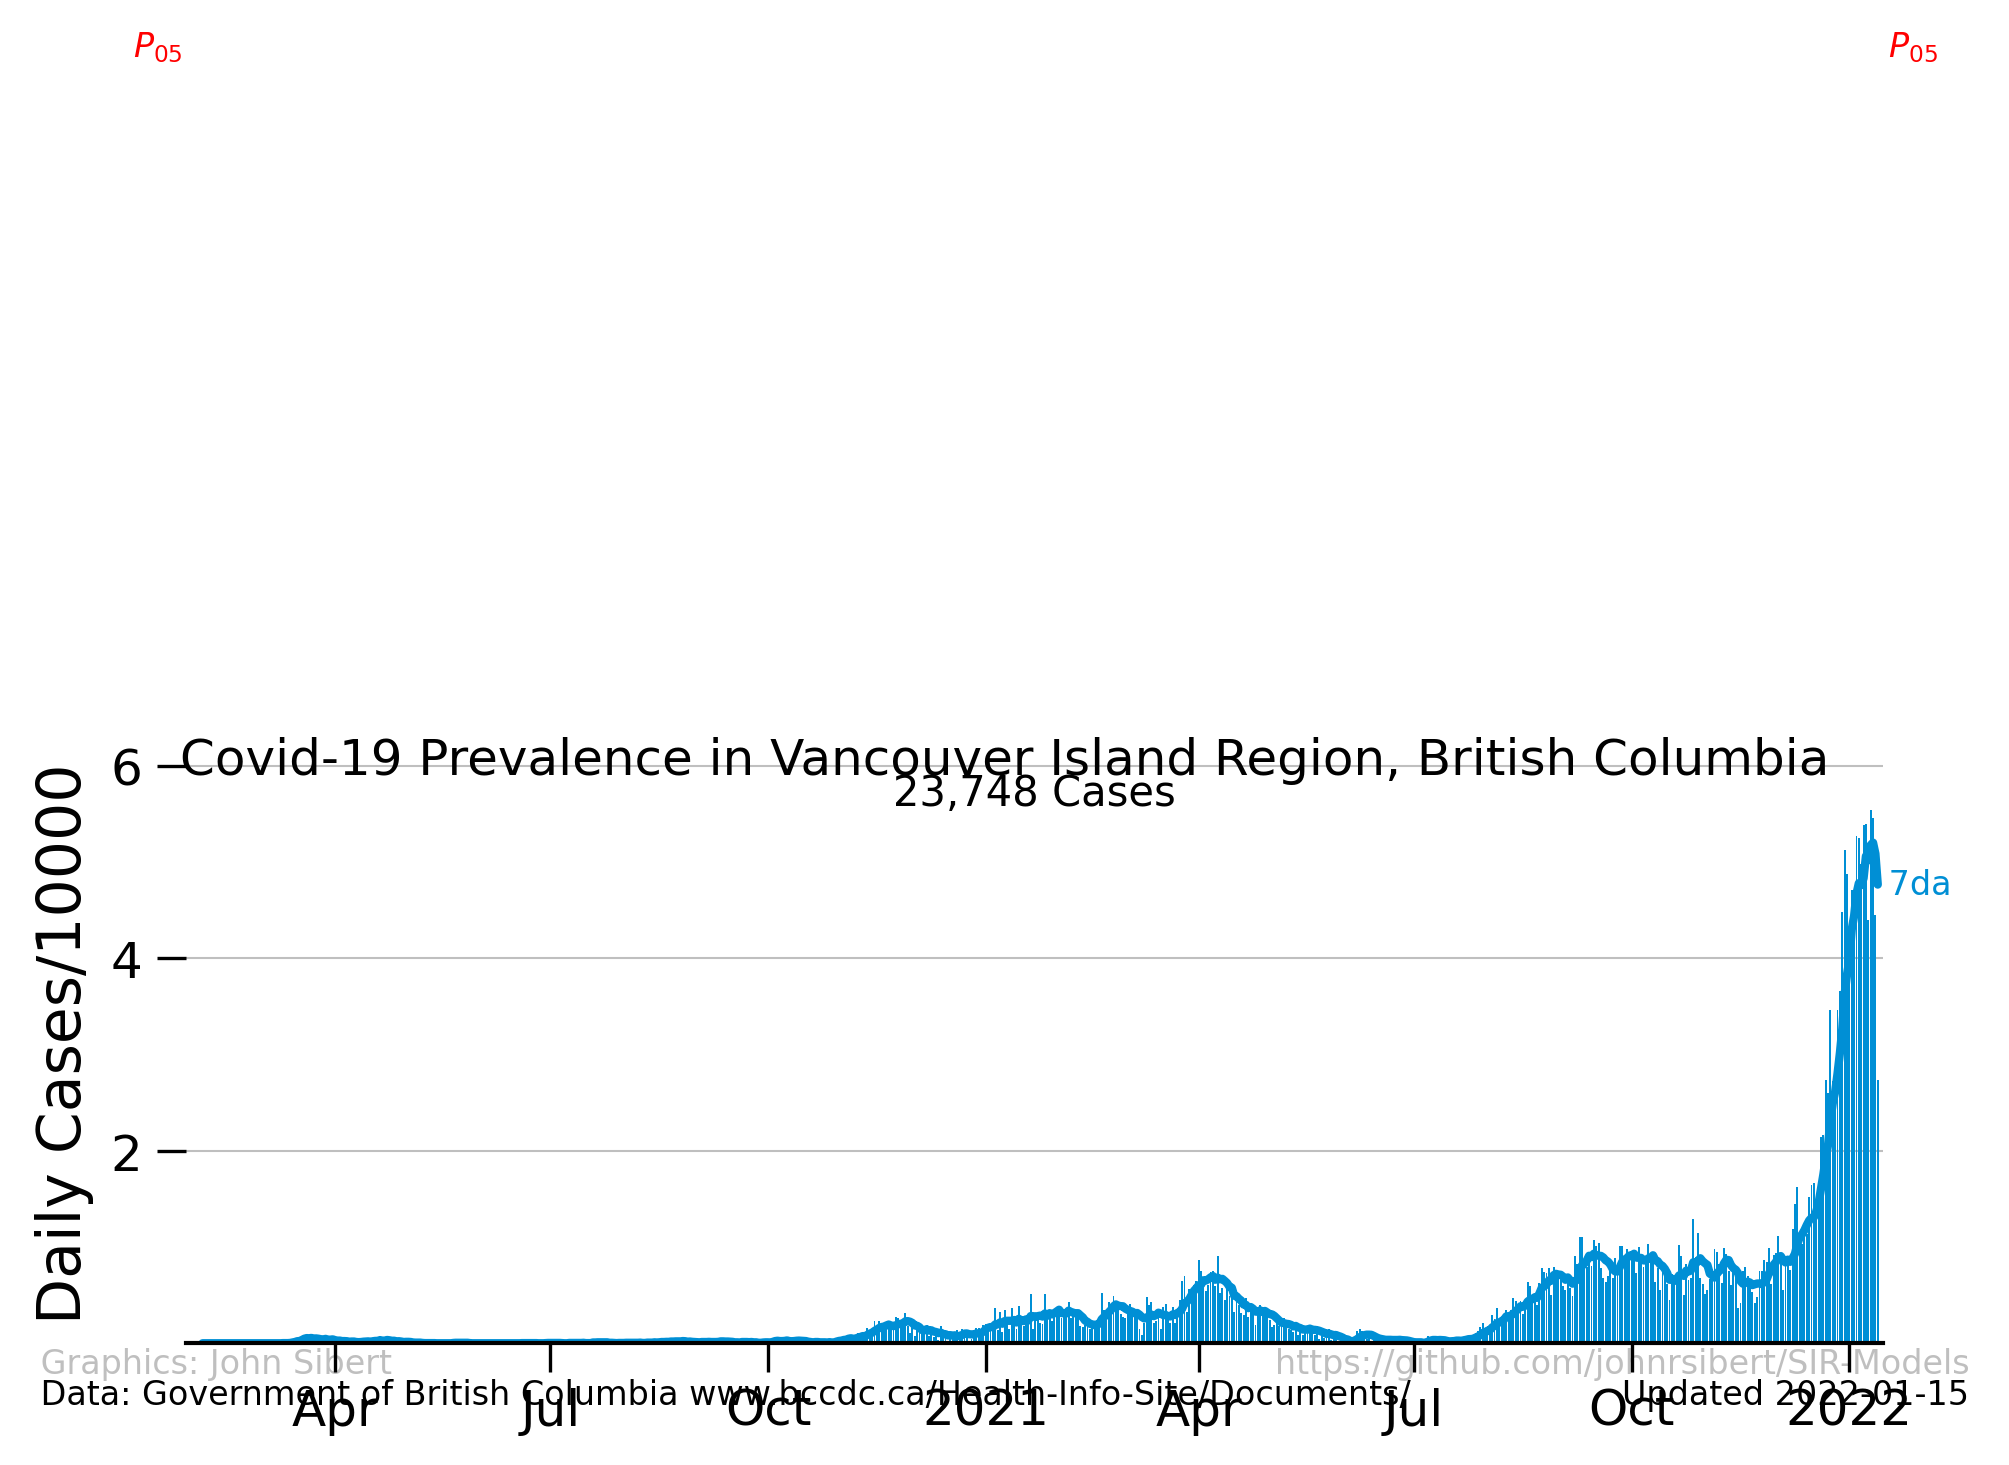 P05 P05
Covid-19 Prevalence in Vancouver Island Region, British Columbia
23,748 Cases
Daily Cases/10000
6
4
2
7da
Graphics: John Sibert https://github.com/johnrsibert/SIR-Models
Data: Government of British Columbia www.bccdc.ca/Health-Info-Site/Documents/ Updated 2022-01-15
Apr Jul Oct 2021 Apr Jul Oct 2022